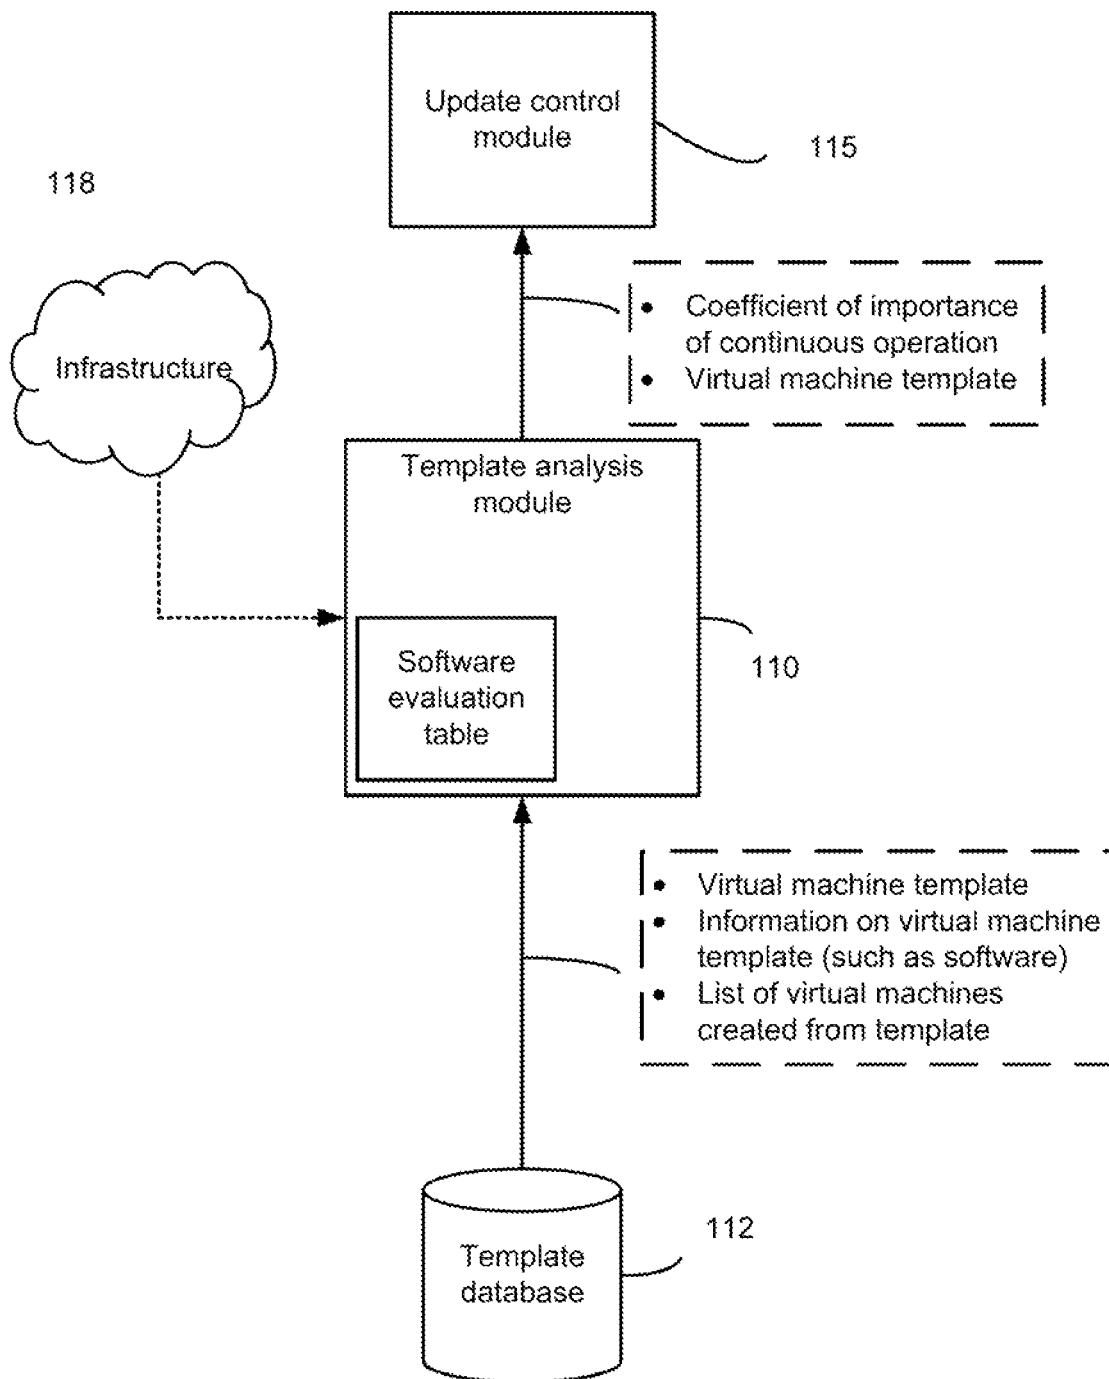 Update control
module
115
118
• Coefficient of importance
of continuous operation
• Virtual machine template
Infrastructure
Template analysis
module
Software
evaluation
table
110
• Virtual machine template
• Information on virtual machine
template (such as software)
• List of virtual machines
created from template
Template
database
112